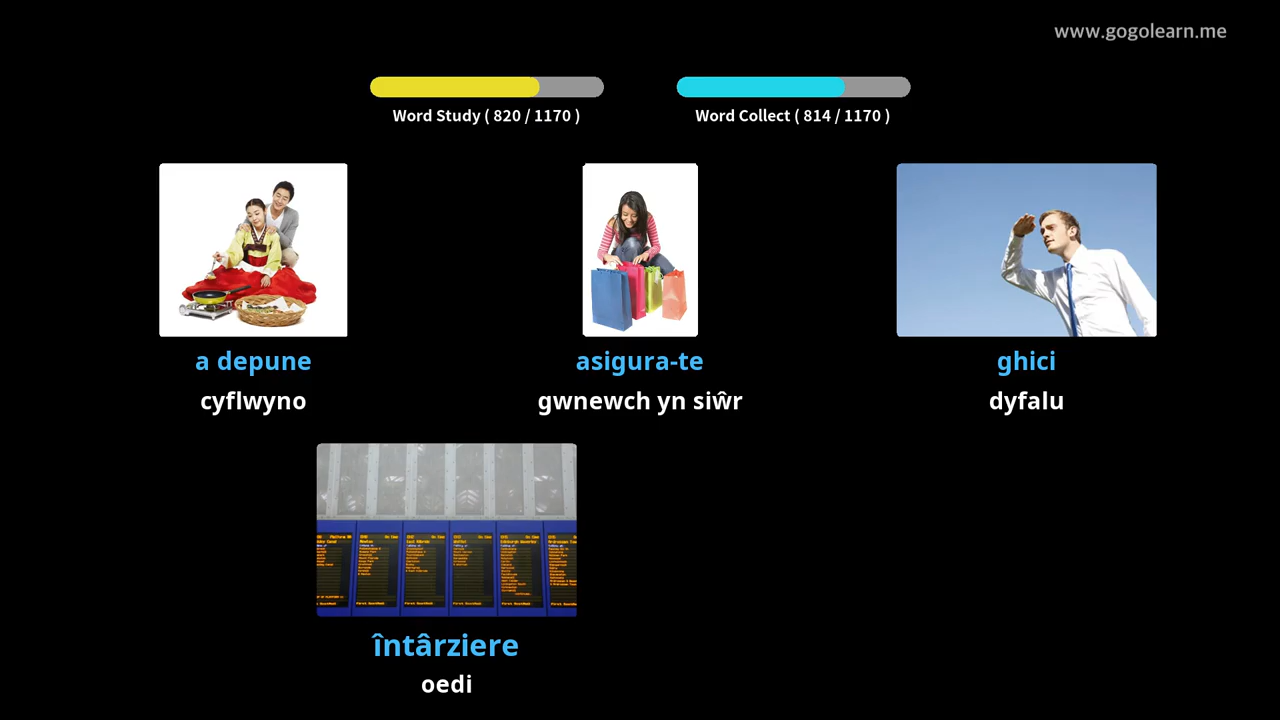 www.gogolearn.me
Word Study ( 820 / 1170 )
Word Collect ( 814 / 1170 )
a depune
cyflwyno
asigura-te
gwnewch yn siŵr
ghici
dyfalu
întârziere
oedi